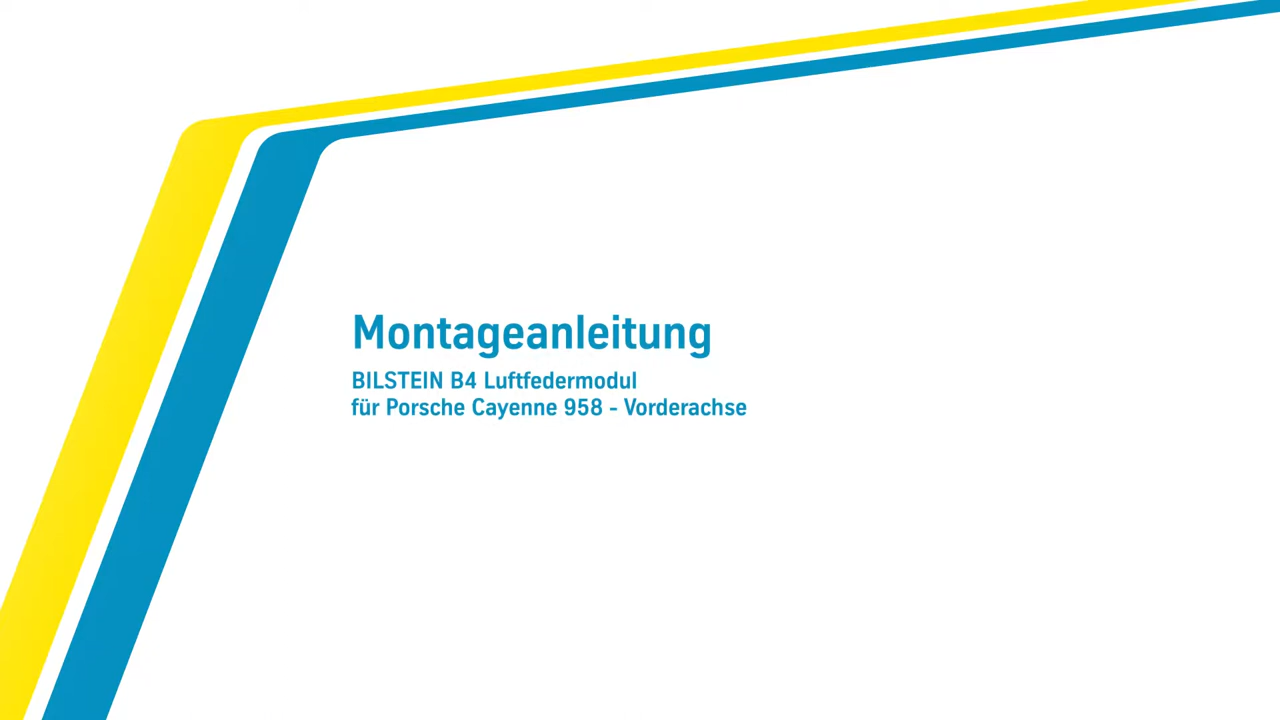 Montageanleitung
BILSTEIN B4 Luftfedermodul
für Porsche Cayenne 958 - Vorderachse